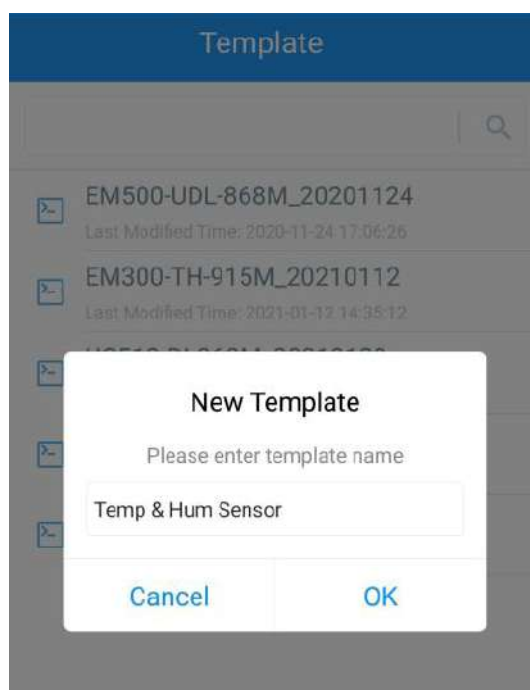 Template
EM500-UDL-868M_20201124
Last Modified Time: 2020-11-24 17:06:26
EM300-TH-915M_20210112
Last Modified Time: 2021-01-12 14:35:12
New Template
Please enter template name
Temp & Hum Sensor
Cancel
OK